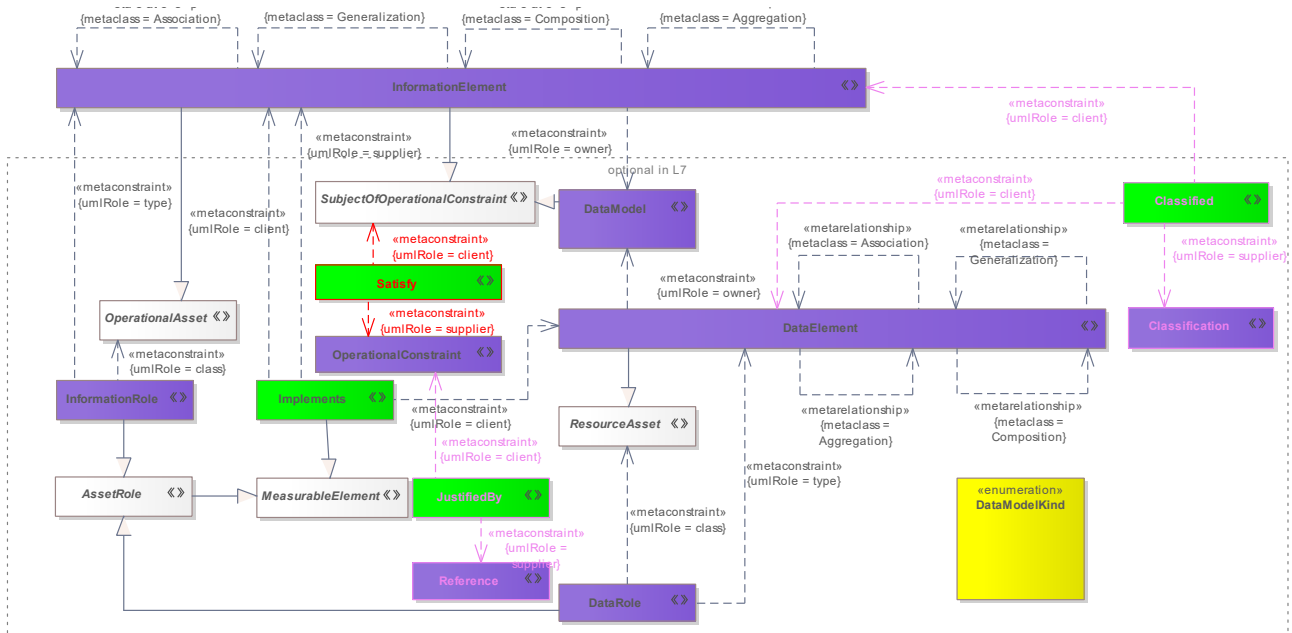 {metaclass = Association}
{metaclass = Generalization}
{metaclass = Composition}
{metaclass = Aggregation}
InformationElement
«metaconstraint»
{umlRole = client}
«metaconstraint»
{umlRole = supplier}
«metaconstraint»
{umlRole = owner}
optional in L7
«metaconstraint»
{umlRole = type}
«metaconstraint»
{umlRole = client}
SubjectOfOperationalConstraint
DataModel
«metaconstraint»
{umlRole = client}
Classified
«metaconstraint»
{umlRole = client}
«metarelationship»
{metaclass = Association}
«metarelationship»
{metaclass =
Generalization}
«metaconstraint»
{umlRole = supplier}
Satisfy
«metaconstraint»
{umlRole = owner}
«metaconstraint»
{umlRole = supplier}
OperationalAsset
DataElement
Classification
«metaconstraint»
{umlRole = class}
OperationalConstraint
InformationRole
Implements
«metaconstraint»
{umlRole = client}
ResourceAsset
«metarelationship»
{metaclass =
Aggregation}
«metarelationship»
{metaclass =
Composition}
«metaconstraint»
{umlRole = client}
«metaconstraint»
{umlRole = type}
AssetRole
MeasurableElement
JustifiedBy
«enumeration»
DataModelKind
«metaconstraint»
{umlRole = class}
«metaconstraint»
{umlRole =
supplier}
Reference
DataRole